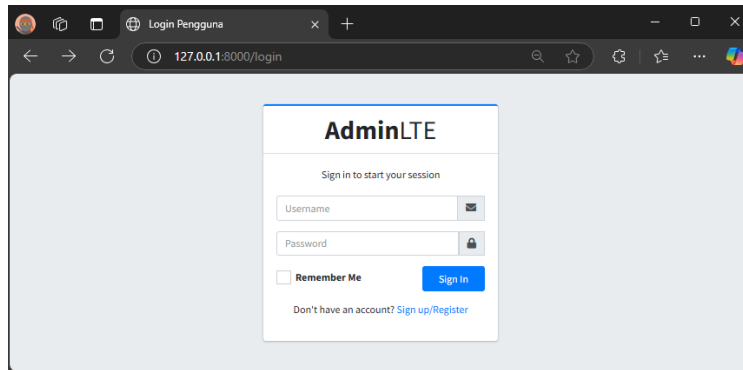 Login Pengguna
127.0.0.1:8000/login
AdminLTE
Sign in to start your session
Username
Password
Remember Me
Sign In
Don't have an account? Sign up/Register